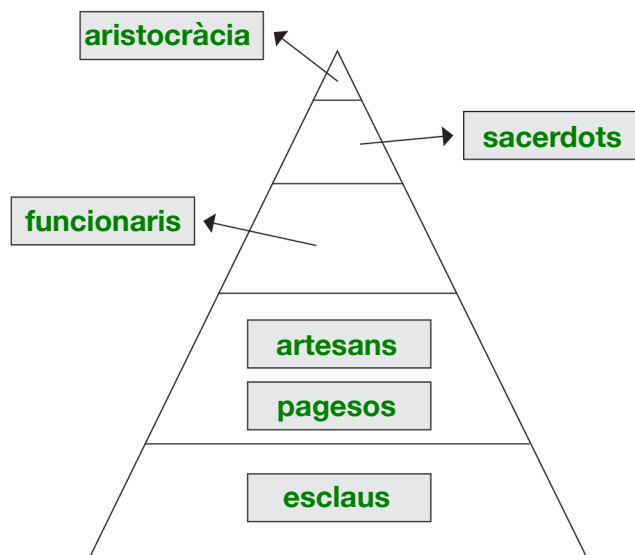 aristocràcia
sacerdots
funcionaris
artesans
pagesos
esclaus